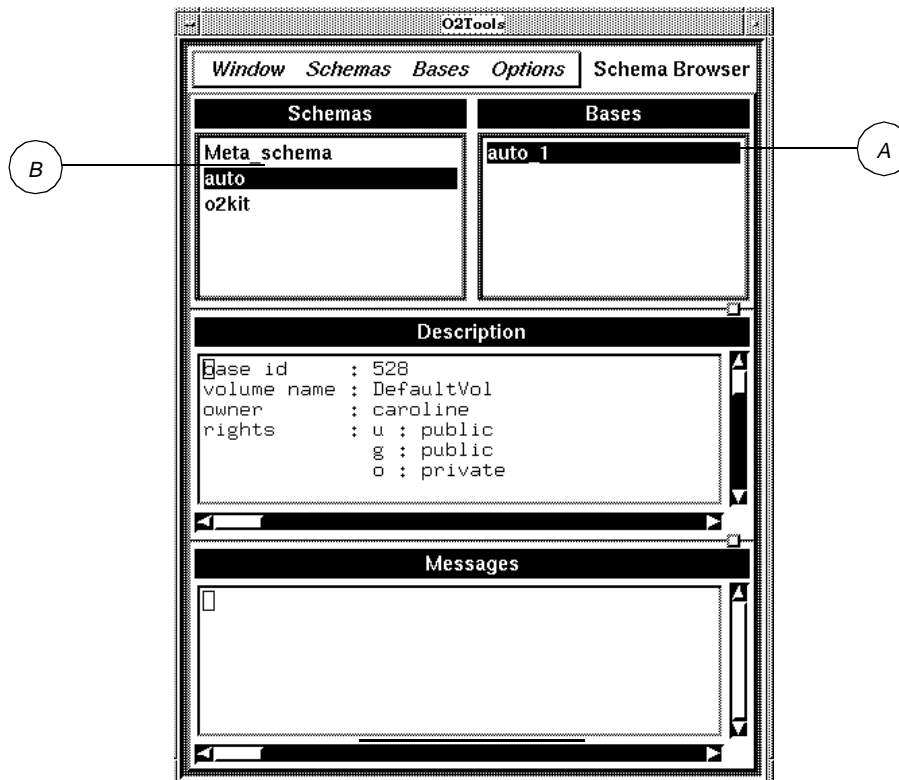 O2Tools
Window Schemas Bases Options Schema Browser
Schemas
Bases
Meta_schema
auto
o2kit
auto_1
B
A
Description
base id : 528
volume name : DefaultVol
owner : caroline
rights : u : public
g : public
o : private
Messages